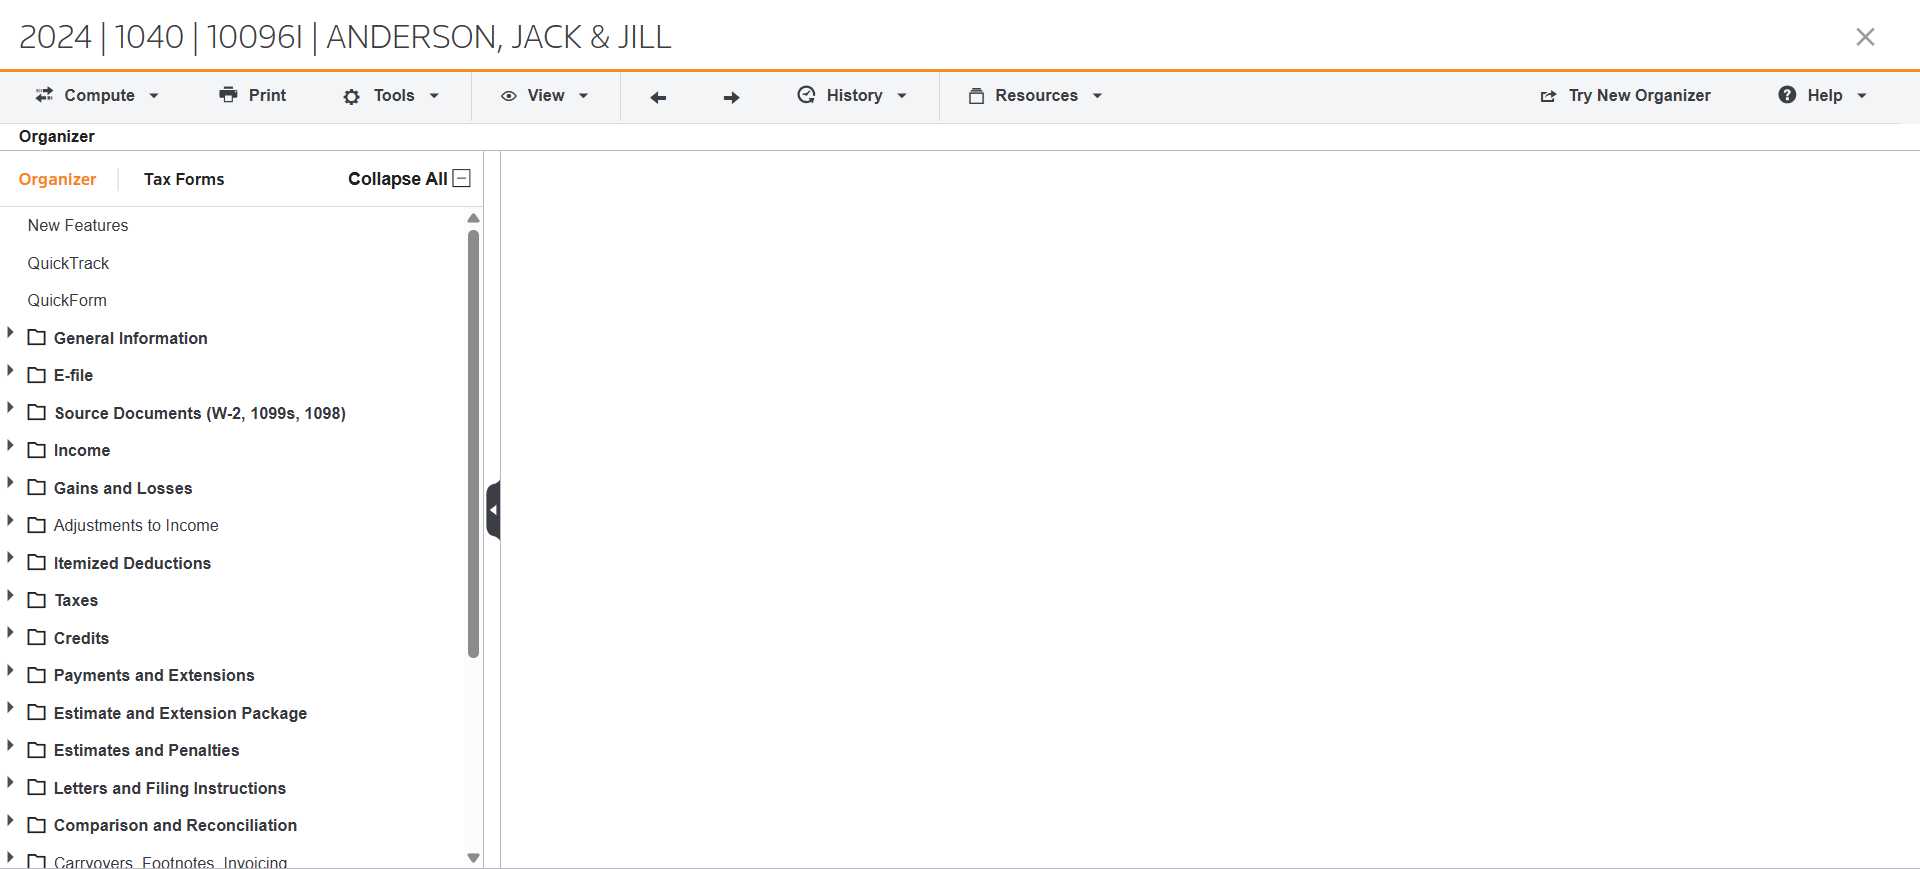 2024 | 1040 | 10096I | ANDERSON, JACK & JILL
Compute Print Tools View History Resources Try New Organizer Help
Organizer
Organizer Tax Forms Collapse All
New Features
QuickTrack
QuickForm
General Information
E-file
Source Documents (W-2, 1099s, 1098)
Income
Gains and Losses
Adjustments to Income
Itemized Deductions
Taxes
Credits
Payments and Extensions
Estimate and Extension Package
Estimates and Penalties
Letters and Filing Instructions
Comparison and Reconciliation
Carryovers, Footnotes, Invoicing